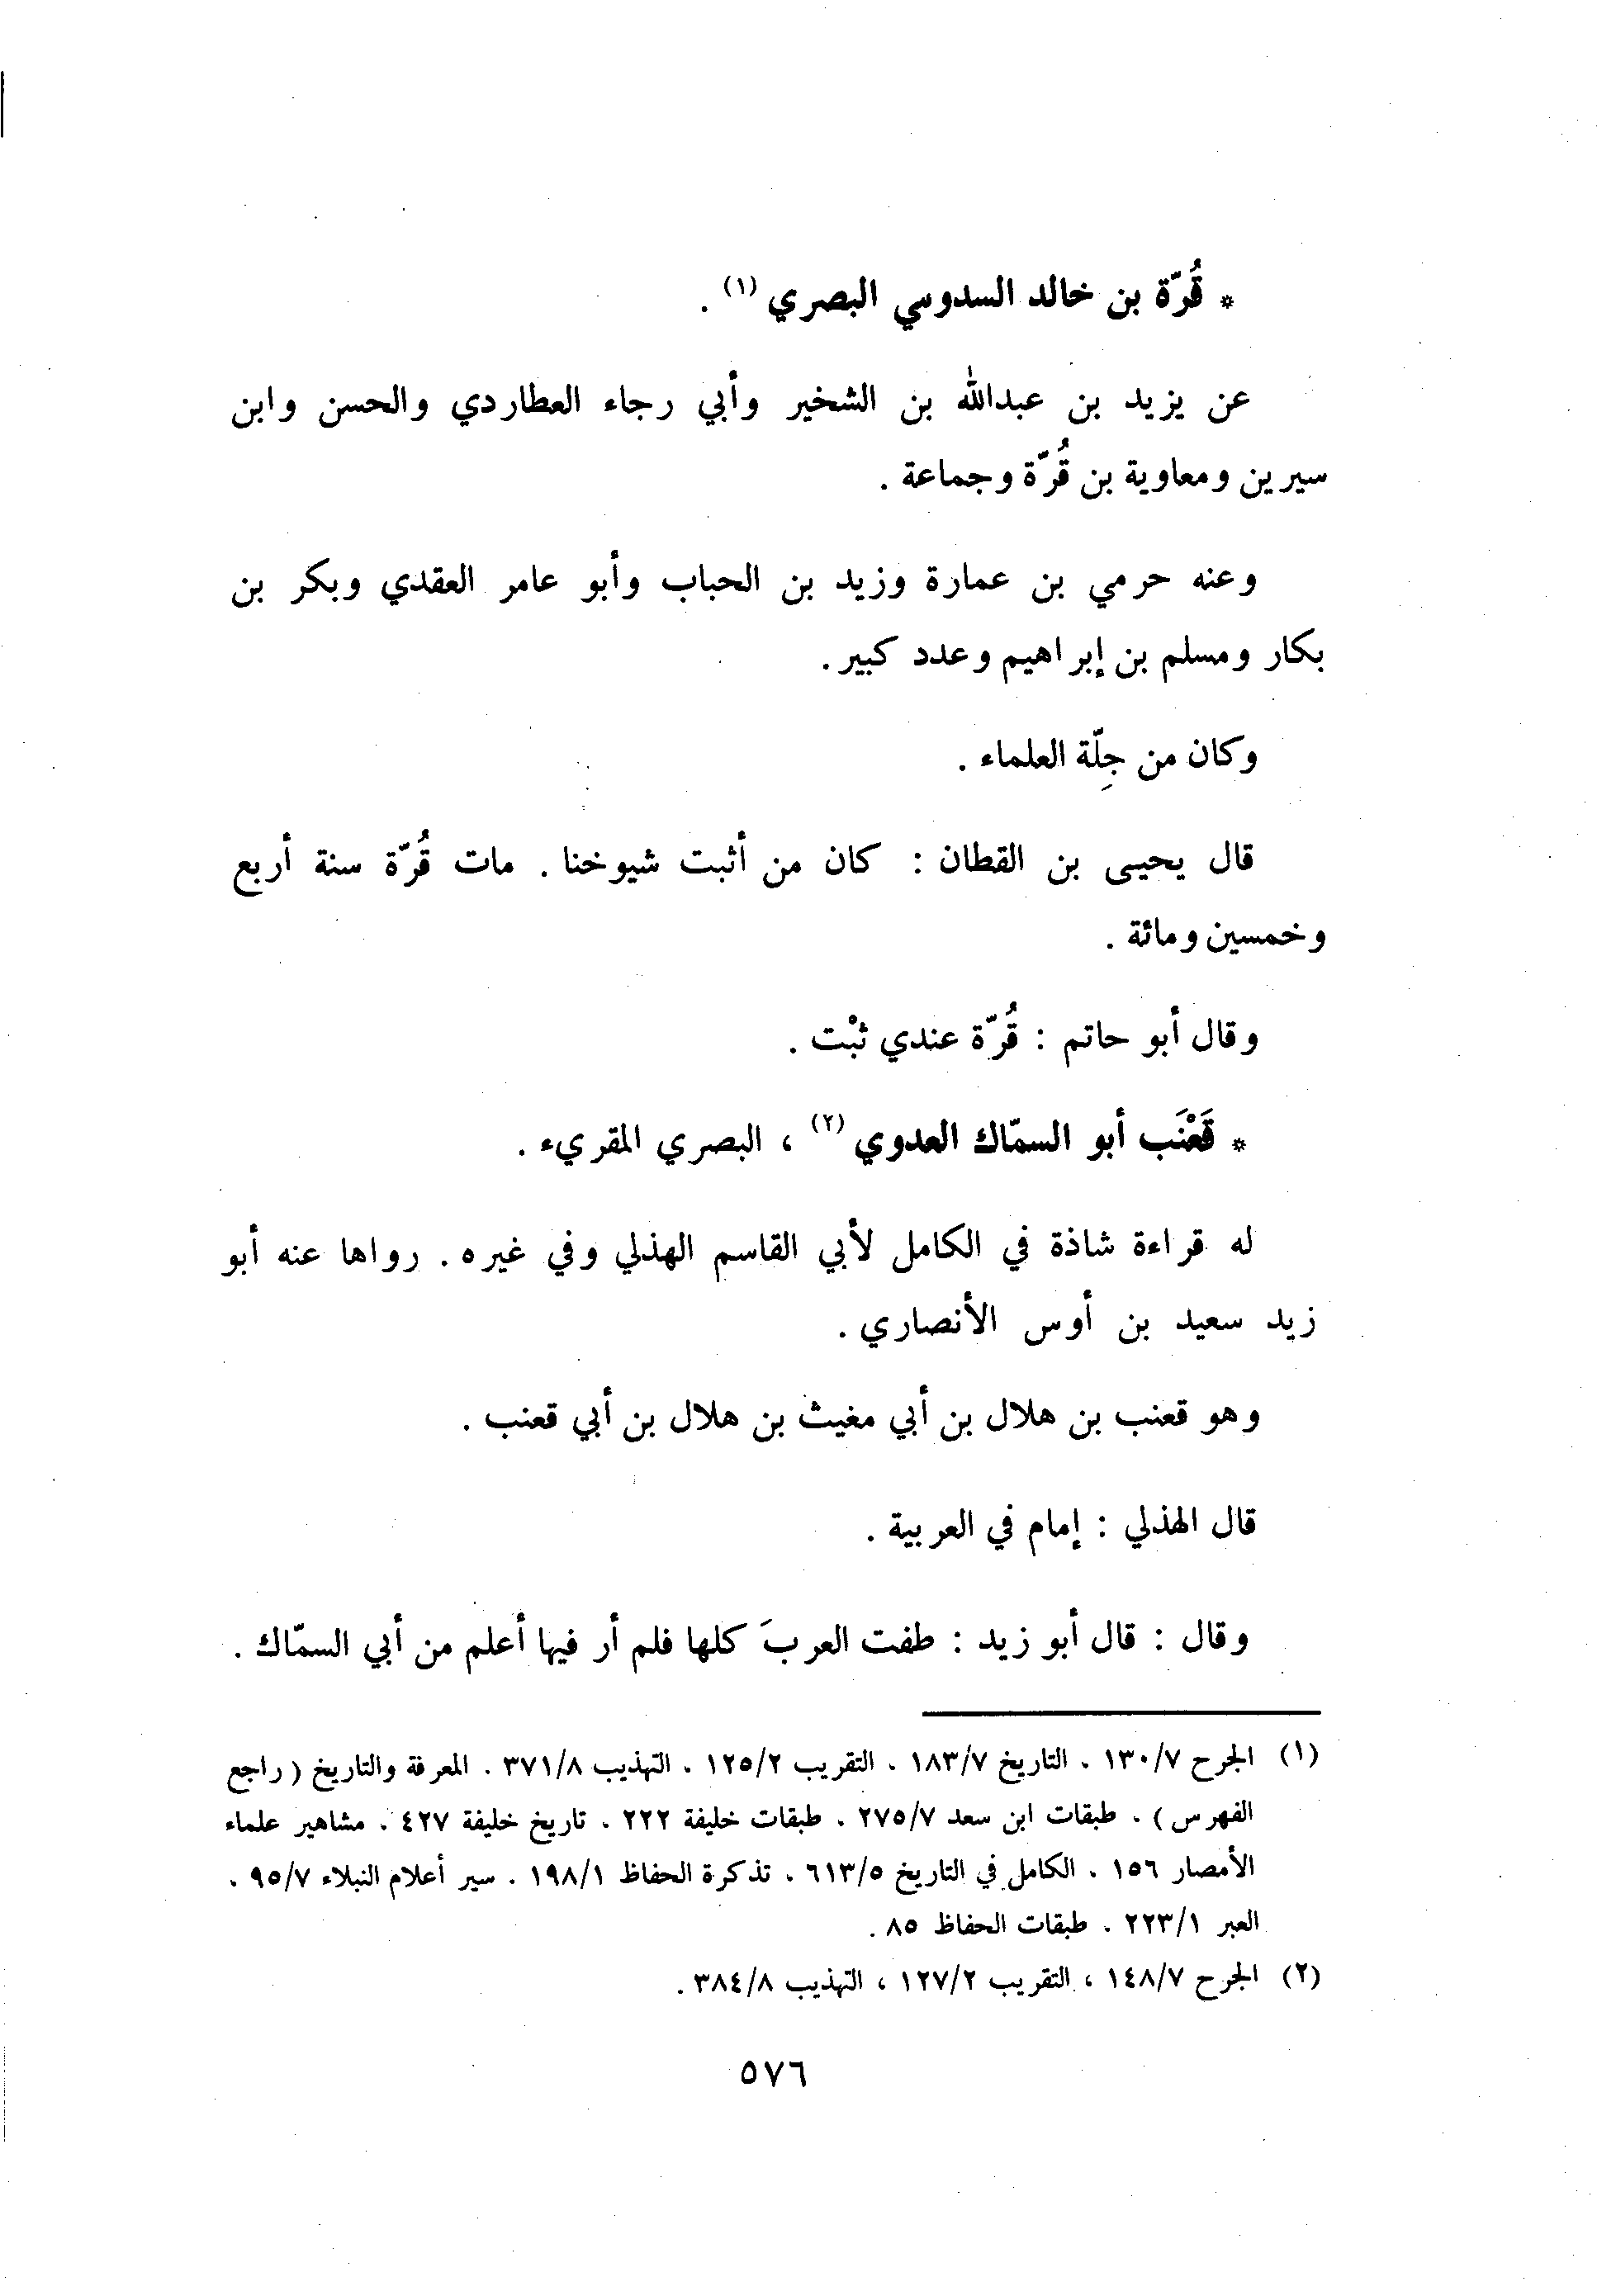 * قُرّة بن خالد السدوسي البصري (١) .
عن يزيد بن عبدالله بن الشخير وأبي رجاء العطاردي والحسن وابن
سيرين ومعاوية بن قُرّة وجماعة .
وعنه حرمي بن عمارة وزيد بن الحباب وأبو عامر العقدي وبكر بن
بكار ومسلم بن إبراهيم وعدد كبير .
وكان من جِلّة العلماء .
قال يحيى بن القطان : كان من أثبت شيوخنا . مات قُرّة سنة أربع
وخمسين ومائة .
وقال أبو حاتم : قُرّة عندي ثبْت .
* قَعْنَب أبو السمّاك العدوي (٢) ، البصري المقريء .
له قراءة شاذة في الكامل لأبي القاسم الهذلي وفي غيره . رواها عنه أبو
زيد سعيد بن أوس الأنصاري .
وهو قعنب بن هلال بن أبي مغيث بن هلال بن أبي قعنب .
قال الهذلي : إمام في العربية .
وقال : قال أبو زيد : طفت العربَ كلها فلم أر فيها أعلم من أبي السمّاك .
(١) الجرح ١٣٠/٧ . التاريخ ١٨٣/٧ . التقريب ١٢٥/٢ . التهذيب ٣٧١/٨ . المعرفة والتاريخ (راجع
الفهرس) . طبقات ابن سعد ٢٧٥/٧ . طبقات خليفة ٢٢٢ . تاريخ خليفة ٤٢٧ . مشاهير علماء
الأمصار ١٥٦ . الكامل في التاريخ ٦١٣/٥ . تذكرة الحفاظ ١٩٨/١ . سير أعلام النبلاء ٩٥/٧ .
العبر ٢٢٣/١ . طبقات الحفاظ ٨٥ .
(٢) الجرح ١٤٨/٧ ، التقريب ١٢٧/٢ ، التهذيب ٣٨٤/٨ .
٥٧٦